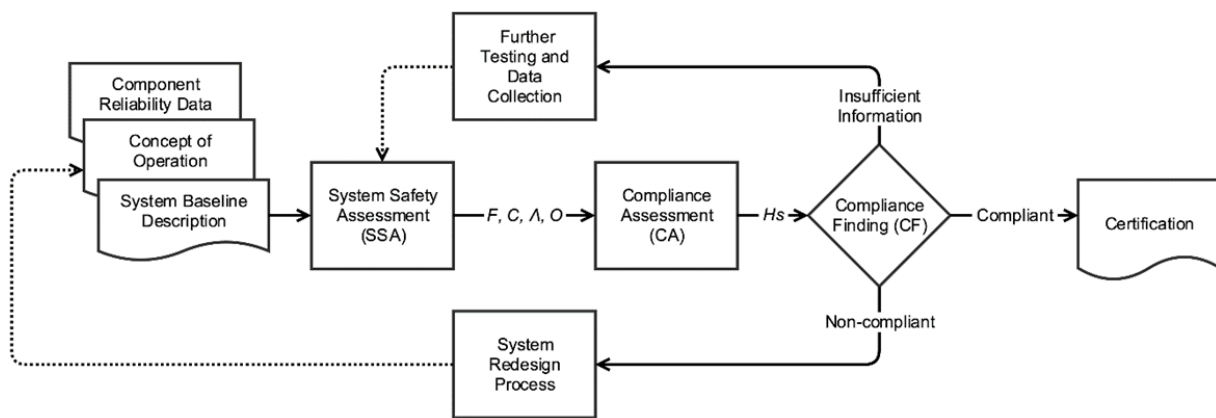 Further
Testing and
Data
Collection
Component
Reliability Data
Concept of
Operation
System Baseline
Description
System Safety
Assessment
(SSA)
F, C, Λ, O
Compliance
Assessment
(CA)
Hs
Compliance
Finding (CF)
Insufficient
Information
Compliant
Certification
Non-compliant
System
Redesign
Process